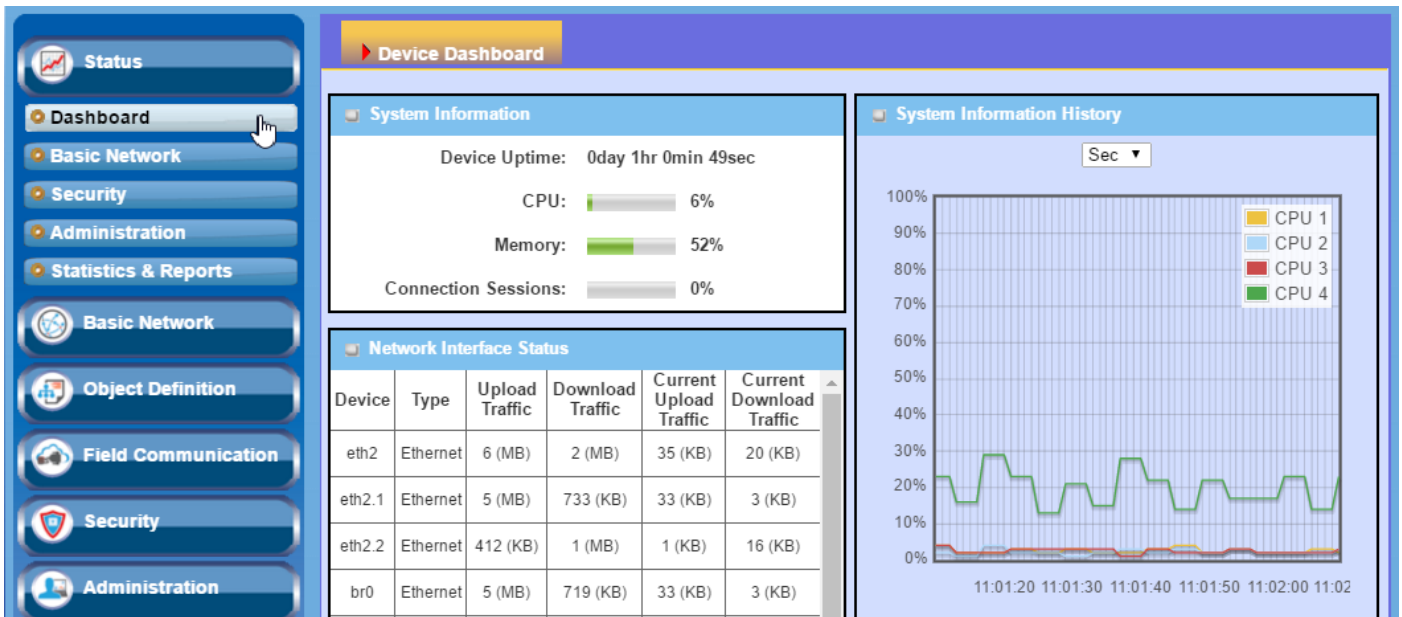 Status
Dashboard
Basic Network
Security
Administration
Statistics & Reports
Basic Network
Object Definition
Field Communication
Security
Administration
Device Dashboard
System Information
Device Uptime: 0day 1hr 0min 49sec
CPU: 6%
Memory: 52%
Connection Sessions: 0%
Network Interface Status
Device Type Upload Traffic Download Traffic Current Upload Traffic Current Download Traffic
eth2 Ethernet 6 (MB) 2 (MB) 35 (KB) 20 (KB)
eth2.1 Ethernet 5 (MB) 733 (KB) 33 (KB) 3 (KB)
eth2.2 Ethernet 412 (KB) 1 (MB) 1 (KB) 16 (KB)
br0 Ethernet 5 (MB) 719 (KB) 33 (KB) 3 (KB)
System Information History
Sec
100%
90%
80%
70%
60%
50%
40%
30%
20%
10%
0%
CPU 1
CPU 2
CPU 3
CPU 4
11:01:20 11:01:30 11:01:40 11:01:50 11:02:00 11:02